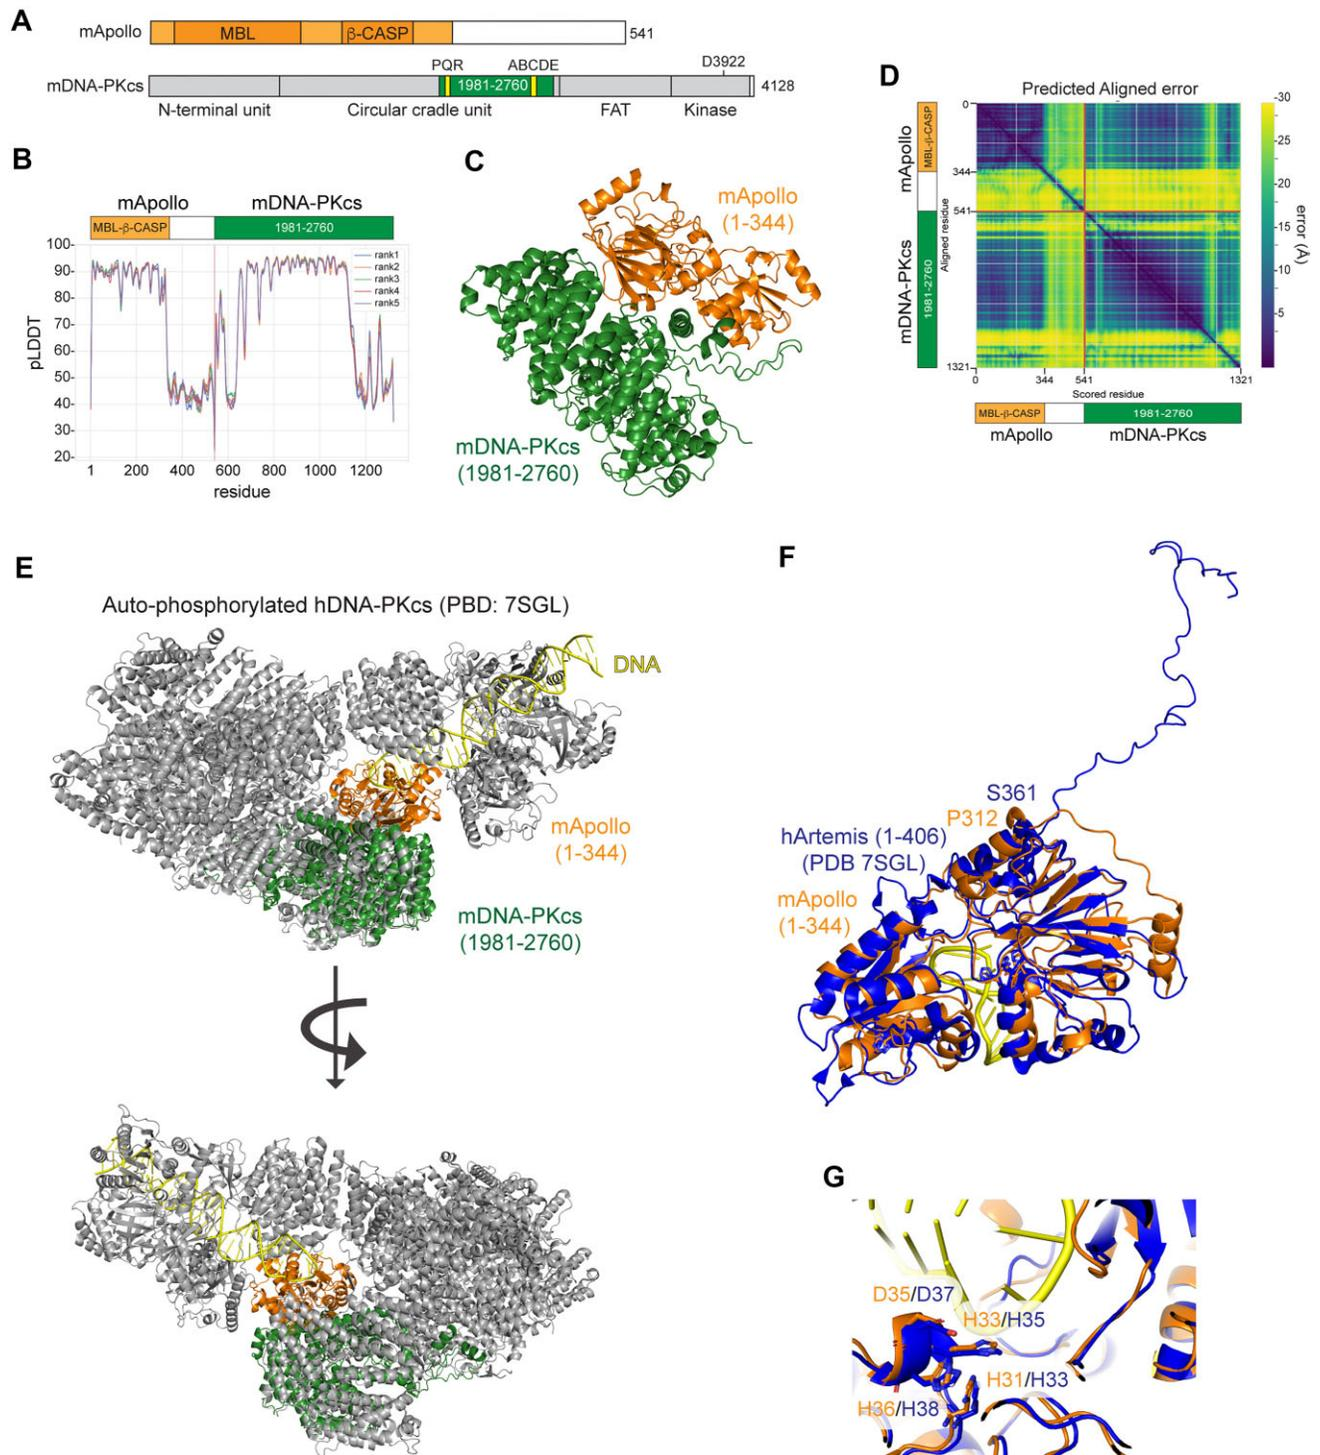 A
mApollo
MBL
β-CASP
541
PQR
ABCDE
D3922
mDNA-PKcs
1981-2760
4128
N-terminal unit
Circular cradle unit
FAT
Kinase
B
mApollo
mDNA-PKcs
MBL-β-CASP
1981-2760
100-
90-
80-
70-
60-
50-
40-
30-
20-
pLDDT
rank1
rank2
rank3
rank4
rank5
1
200
400
600
800
1000
1200
residue
C
mApollo
(1-344)
mDNA-PKcs
(1981-2760)
D
Predicted Aligned error
mApollo
MBL-β-CASP
mDNA-PKcs
1981-2760
Aligned residue
0
344
541
1321
0
344
541
1321
Scored residue
MBL-β-CASP
1981-2760
mApollo
mDNA-PKcs
30
25
20
15
10
5
error (Å)
E
Auto-phosphorylated hDNA-PKcs (PBD: 7SGL)
DNA
mApollo
(1-344)
mDNA-PKcs
(1981-2760)
F
S361
P312
hArtemis (1-406)
(PDB 7SGL)
mApollo
(1-344)
G
D35/D37
H33/H35
H31/H33
H36/H38